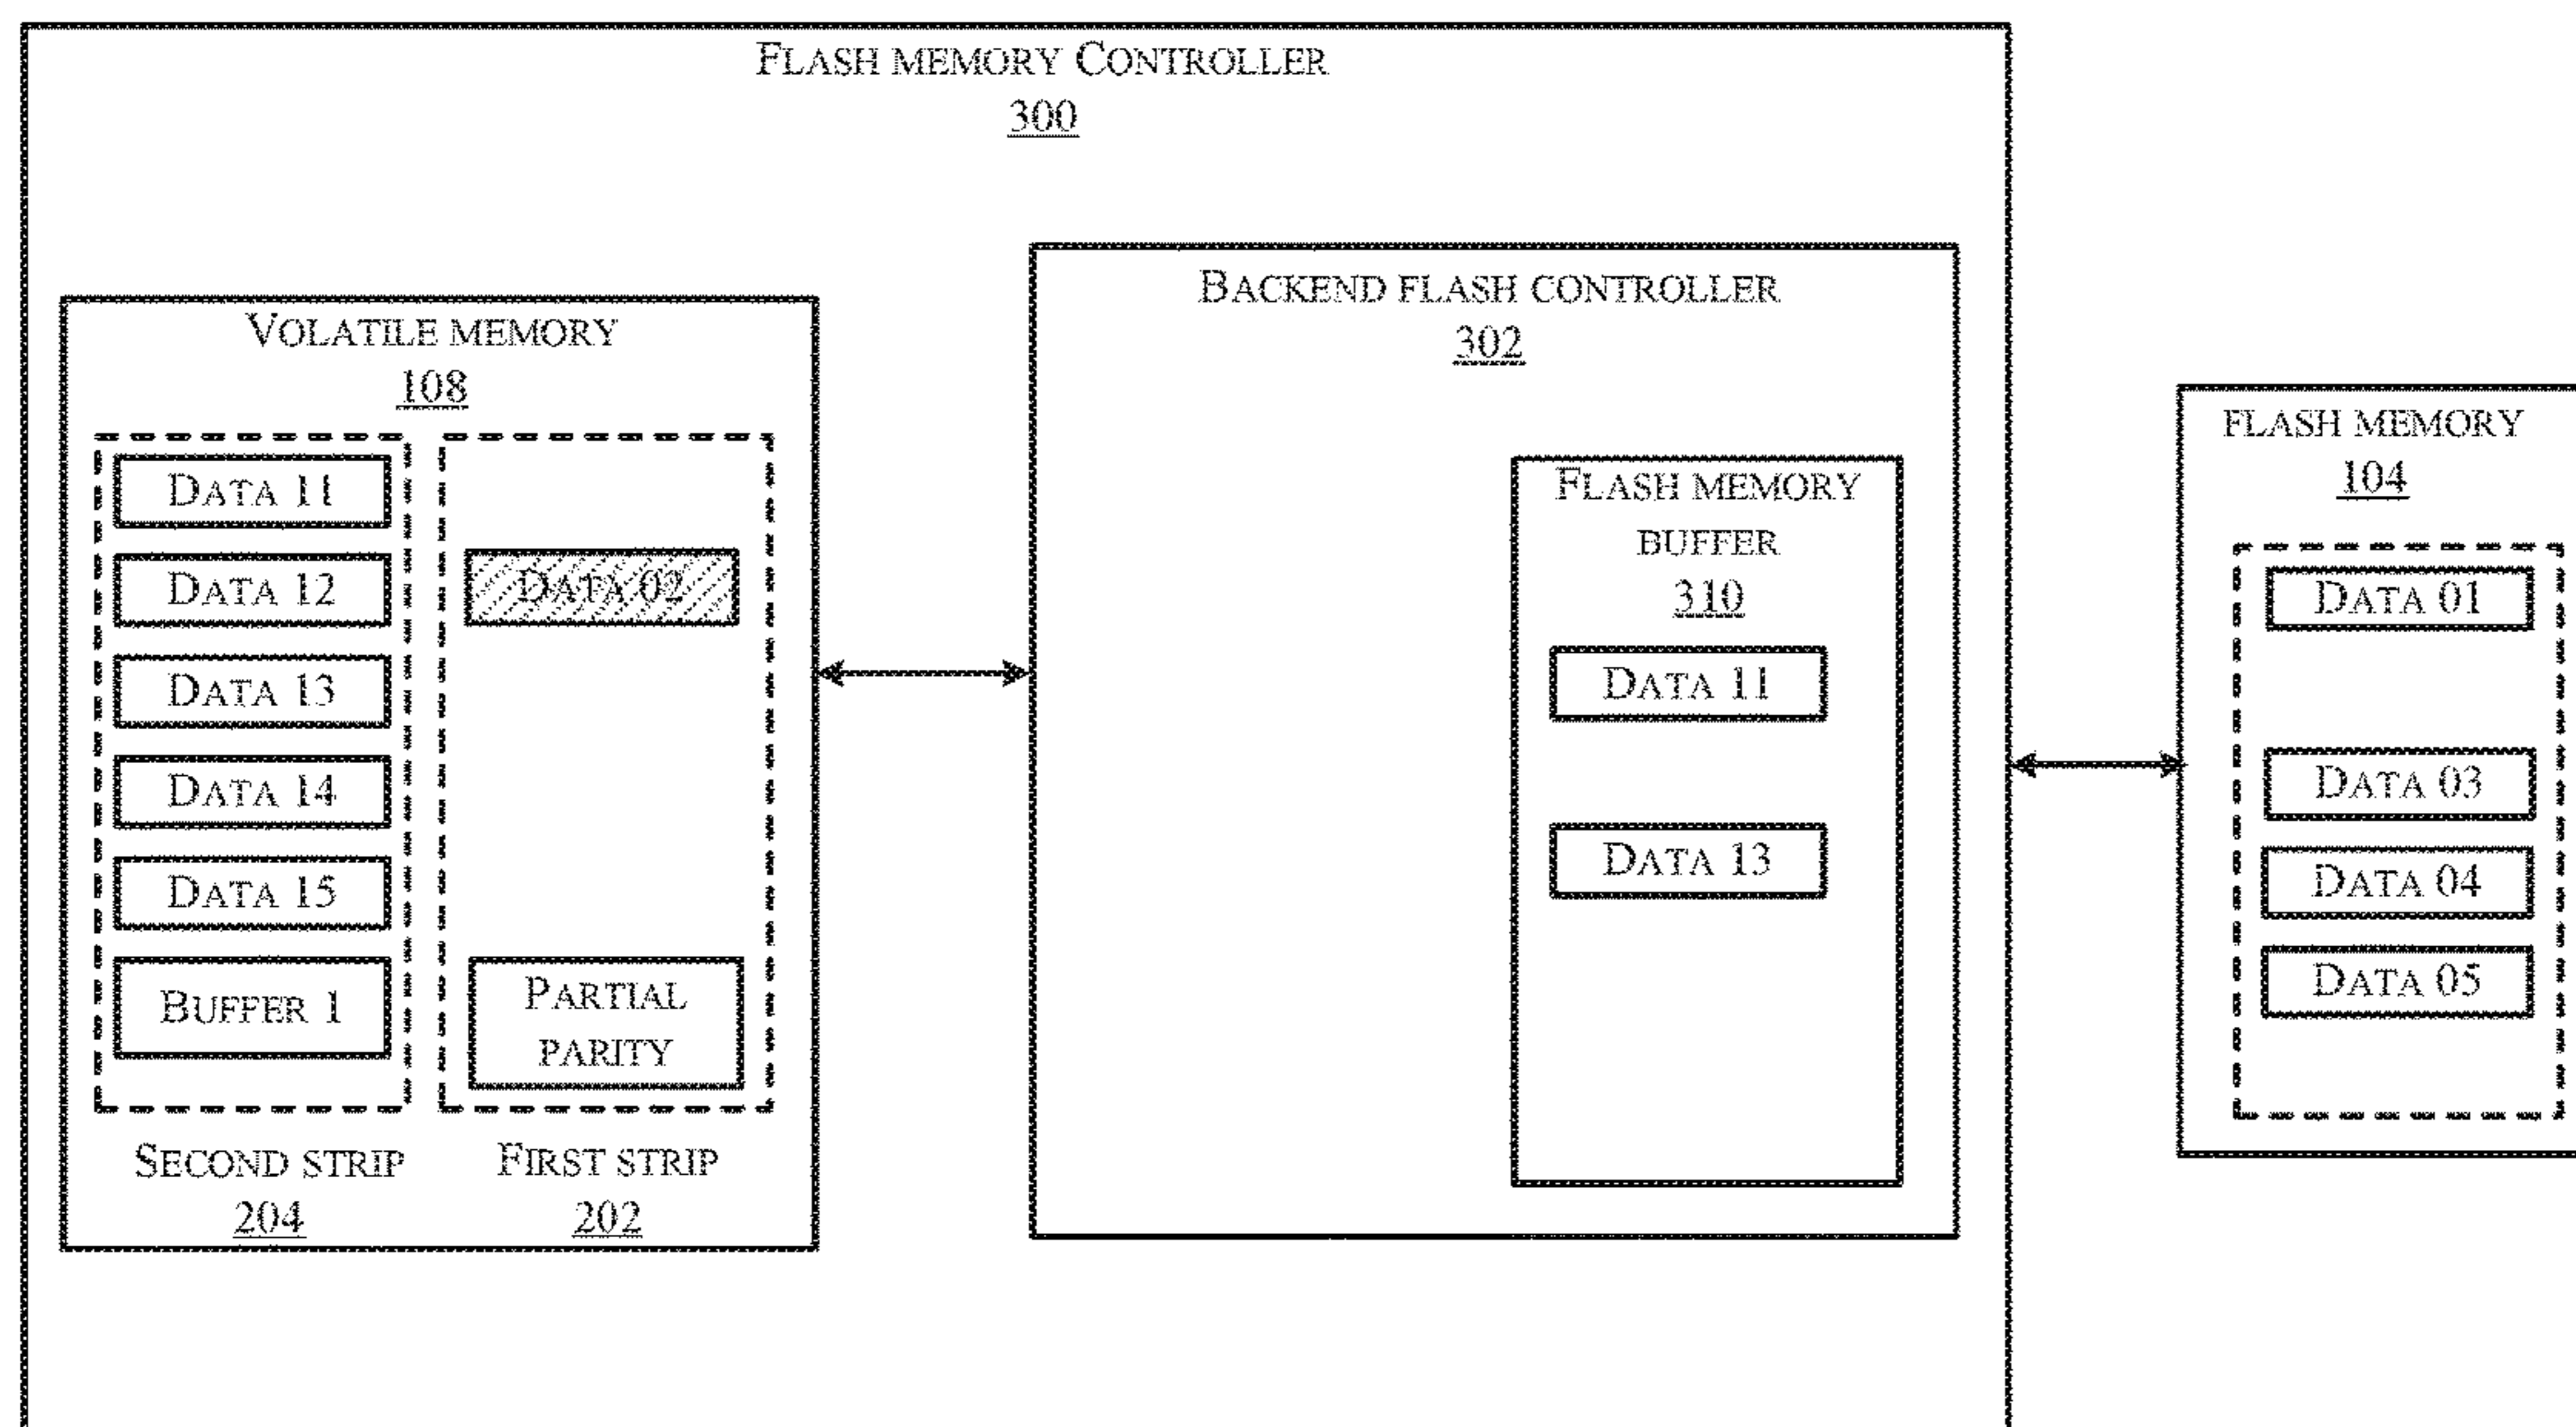 FLASH MEMORY CONTROLLER
300
VOLATILE MEMORY
108
DATA 11
DATA 12
DATA 13
DATA 14
DATA 15
BUFFER 1
SECOND STRIP
204
DATA 02
PARTIAL
PARITY
FIRST STRIP
202
BACKEND FLASH CONTROLLER
302
FLASH MEMORY
BUFFER
310
DATA 11
DATA 13
FLASH MEMORY
104
DATA 01
DATA 03
DATA 04
DATA 05